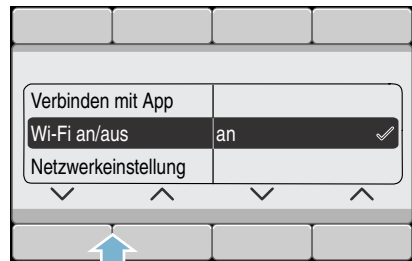 Verbinden mit App
Wi-Fi an/aus an
Netzwerkeinstellung